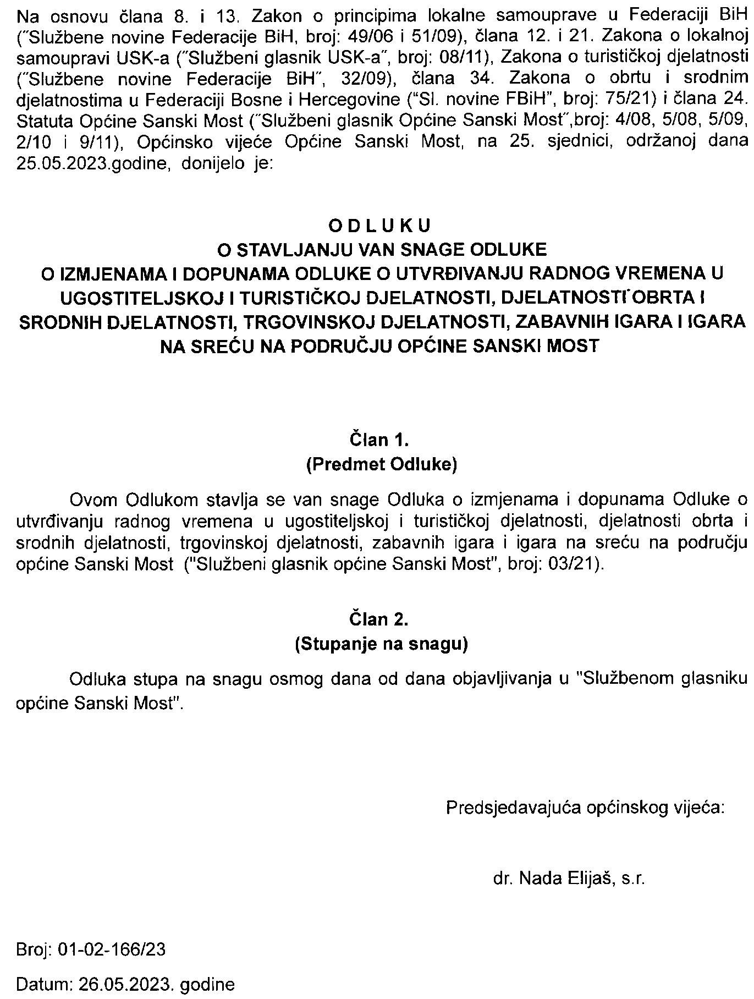 Na osnovu člana 8. i 13. Zakon o principima lokalne samouprave u Federaciji BiH
(˝Službene novine Federacije BiH, broj: 49/06 i 51/09), člana 12. i 21. Zakona o lokalnoj
samoupravi USK-a (˝Službeni glasnik USK-a˝, broj: 08/11), Zakona o turističkoj djelatnosti
(˝Službene novine Federacije BiH˝, 32/09), člana 34. Zakona o obrtu i srodnim
djelatnostima u Federaciji Bosne i Hercegovine (“Sl. novine FBiH”, broj: 75/21) i člana 24.
Statuta Općine Sanski Most (˝Službeni glasnik Općine Sanski Most˝,broj: 4/08, 5/08, 5/09,
2/10 i 9/11), Općinsko vijeće Općine Sanski Most, na 25. sjednici, održanoj dana
25.05.2023.godine, donijelo je:
O D L U K U
O STAVLJANJU VAN SNAGE ODLUKE
O IZMJENAMA I DOPUNAMA ODLUKE O UTVRĐIVANJU RADNOG VREMENA U
UGOSTITELJSKOJ I TURISTIČKOJ DJELATNOSTI, DJELATNOSTI OBRTA I
SRODNIH DJELATNOSTI, TRGOVINSKOJ DJELATNOSTI, ZABAVNIH IGARA I IGARA
NA SREĆU NA PODRUČJU OPĆINE SANSKI MOST
Član 1.
(Predmet Odluke)
Ovom Odlukom stavlja se van snage Odluka o izmjenama i dopunama Odluke o
utvrđivanju radnog vremena u ugostiteljskoj i turističkoj djelatnosti, djelatnosti obrta i
srodnih djelatnosti, trgovinskoj djelatnosti, zabavnih igara i igara na sreću na području
općine Sanski Most ("Službeni glasnik općine Sanski Most", broj: 03/21).
Član 2.
(Stupanje na snagu)
Odluka stupa na snagu osmog dana od dana objavljivanja u "Službenom glasniku
općine Sanski Most".
Predsjedavajuća općinskog vijeća:
dr. Nada Elijaš, s.r.
Broj: 01-02-166/23
Datum: 26.05.2023. godine